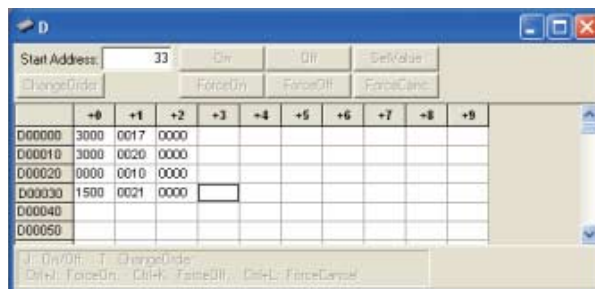 D
Start Address: 33 On Off SetValue
ChangeOrder ForceOn ForceOff ForceCanc
+0 +1 +2 +3 +4 +5 +6 +7 +8 +9
D00000 3000 0017 0000
D00010 3000 0020 0000
D00020 0000 0010 0000
D00030 1500 0021 0000
D00040
D00050
J: On/Off T: ChangeOrder
Ctrl+J: ForceOn Ctrl+K: ForceOff Ctrl+L: ForceCancel